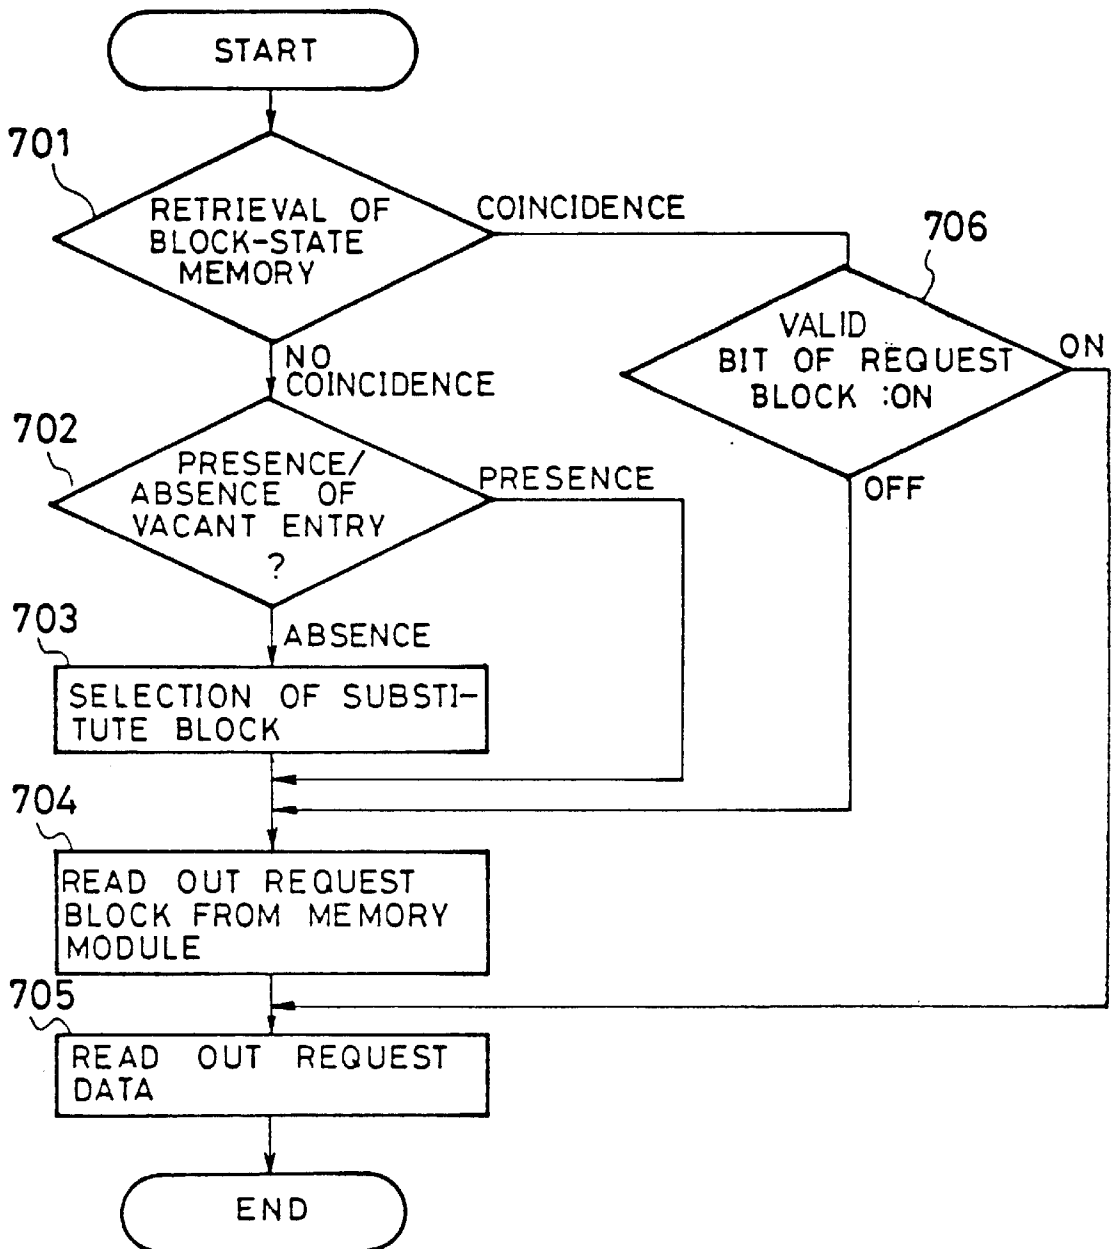 START
701
RETRIEVAL OF
BLOCK-STATE
MEMORY
COINCIDENCE
706
VALID
BIT OF REQUEST
BLOCK :ON
ON
OFF
NO
COINCIDENCE
702
PRESENCE/
ABSENCE OF
VACANT ENTRY
?
PRESENCE
ABSENCE
703
SELECTION OF SUBSTI-
TUTE BLOCK
704
READ OUT REQUEST
BLOCK FROM MEMORY
MODULE
705
READ OUT REQUEST
DATA
END